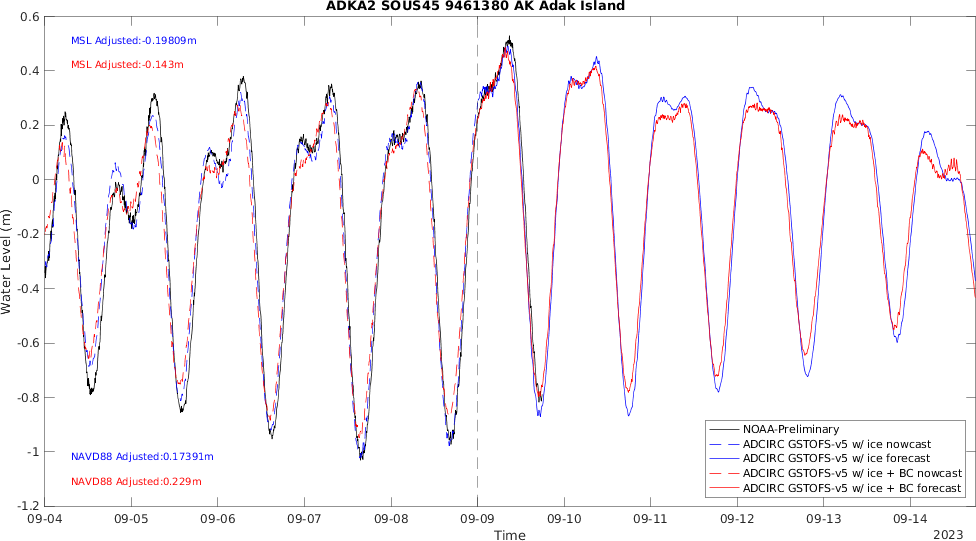 ADKA2 SOUS45 9461380 AK Adak Island
0.6
0.4
0.2
0
-0.2
-0.4
-0.6
-0.8
-1
-1.2
Water Level (m)
MSL Adjusted:-0.19809m
MSL Adjusted:-0.143m
NAVD88 Adjusted:0.17391m
NAVD88 Adjusted:0.229m
NOAA-Preliminary
ADCIRC GSTOFS-v5 w/ ice nowcast
ADCIRC GSTOFS-v5 w/ ice forecast
ADCIRC GSTOFS-v5 w/ ice + BC nowcast
ADCIRC GSTOFS-v5 w/ ice + BC forecast
09-04 09-05 09-06 09-07 09-08 09-09 09-10 09-11 09-12 09-13 09-14
Time
2023